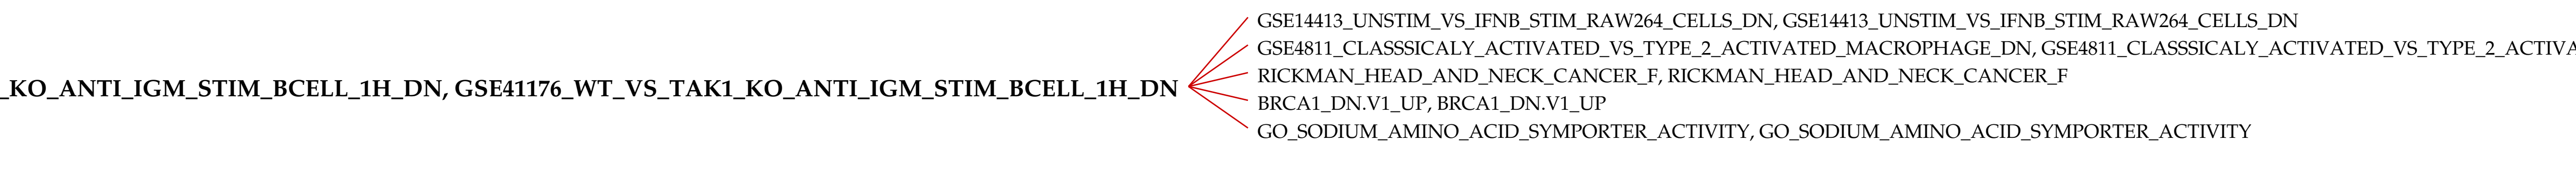 GSE14413_UNSTIM_VS_IFNB_STIM_RAW264_CELLS_DN, GSE14413_UNSTIM_VS_IFNB_STIM_RAW264_CELLS_DN
GSE4811_CLASSSICALY_ACTIVATED_VS_TYPE_2_ACTIVATED_MACROPHAGE_DN, GSE4811_CLASSSICALY_ACTIVATED_VS_TYPE_2_ACTIVA
RICKMAN_HEAD_AND_NECK_CANCER_F, RICKMAN_HEAD_AND_NECK_CANCER_F
_KO_ANTI_IGM_STIM_BCELL_1H_DN, GSE41176_WT_VS_TAK1_KO_ANTI_IGM_STIM_BCELL_1H_DN
BRCA1_DN.V1_UP, BRCA1_DN.V1_UP
GO_SODIUM_AMINO_ACID_SYMPORTER_ACTIVITY, GO_SODIUM_AMINO_ACID_SYMPORTER_ACTIVITY